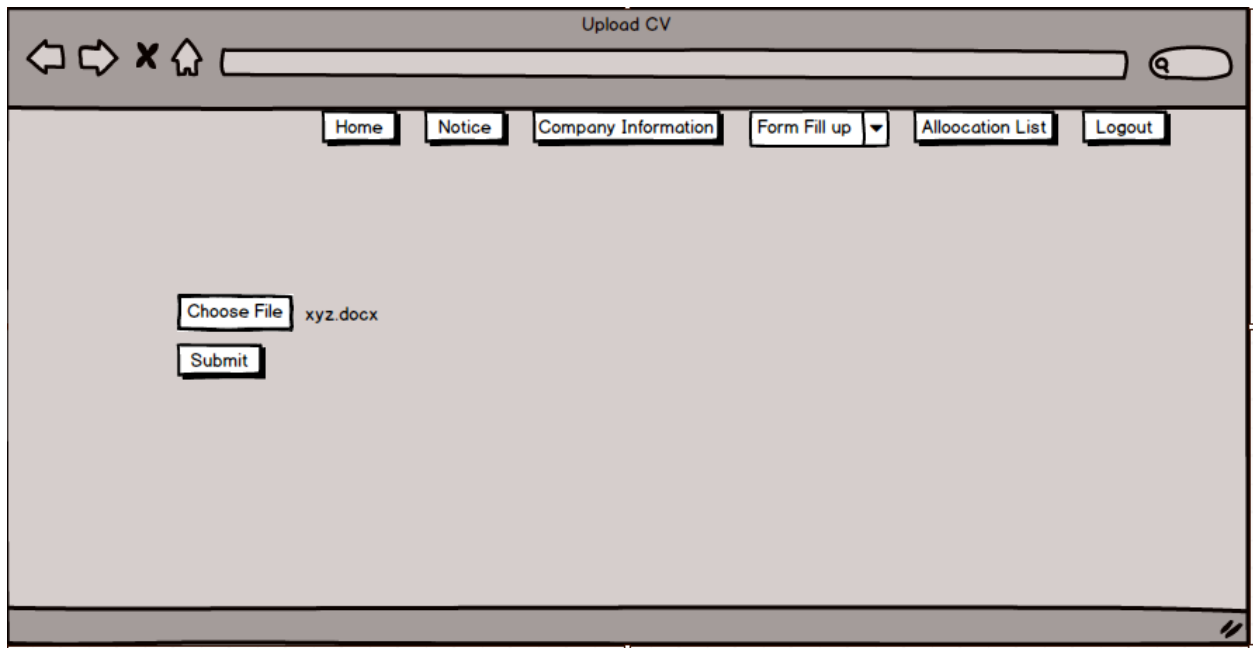 Upload CV
Home Notice Company Information Form Fill up Alloocation List Logout
Choose File xyz.docx
Submit